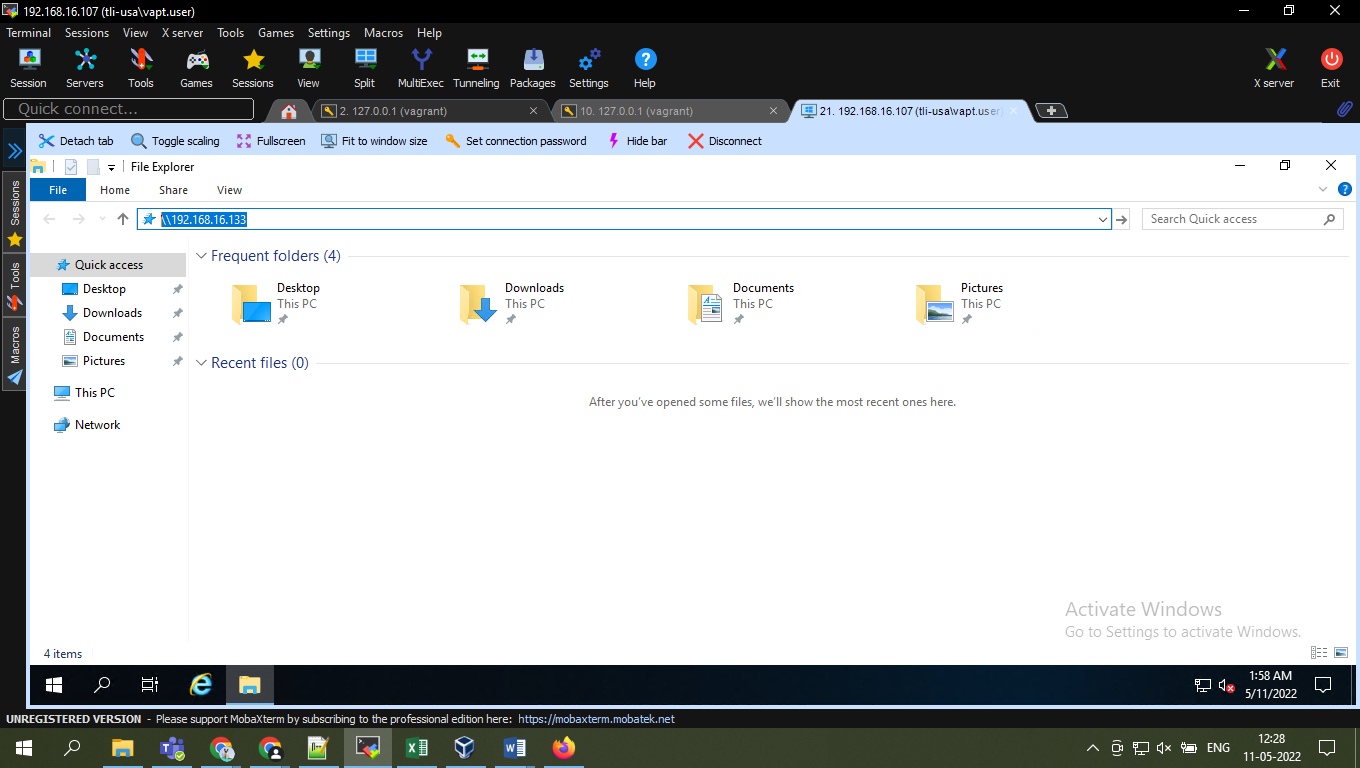 192.168.16.107 (tli-usa\vapt.user)
Terminal Sessions View X server Tools Games Settings Macros Help
Session Servers Tools Games Sessions View Split MultiExec Tunneling Packages Settings Help X server Exit
Quick connect... 2. 127.0.0.1 (vagrant) 10. 127.0.0.1 (vagrant) 21. 192.168.16.107 (tli-usa\vapt.user)
Detach tab Toggle scaling Fullscreen Fit to window size Set connection password Hide bar Disconnect
Sessions
Tools
Macros
File Explorer
File Home Share View
\\192.168.16.133 Search Quick access
Quick access
Desktop
Downloads
Documents
Pictures
This PC
Network
Frequent folders (4)
Desktop
This PC
Downloads
This PC
Documents
This PC
Pictures
This PC
Recent files (0)
After you've opened some files, we'll show the most recent ones here.
Activate Windows
Go to Settings to activate Windows.
4 items
1:58 AM
5/11/2022
UNREGISTERED VERSION - Please support MobaXterm by subscribing to the professional edition here: https://mobaxterm.mobatek.net
ENG
12:28
11-05-2022